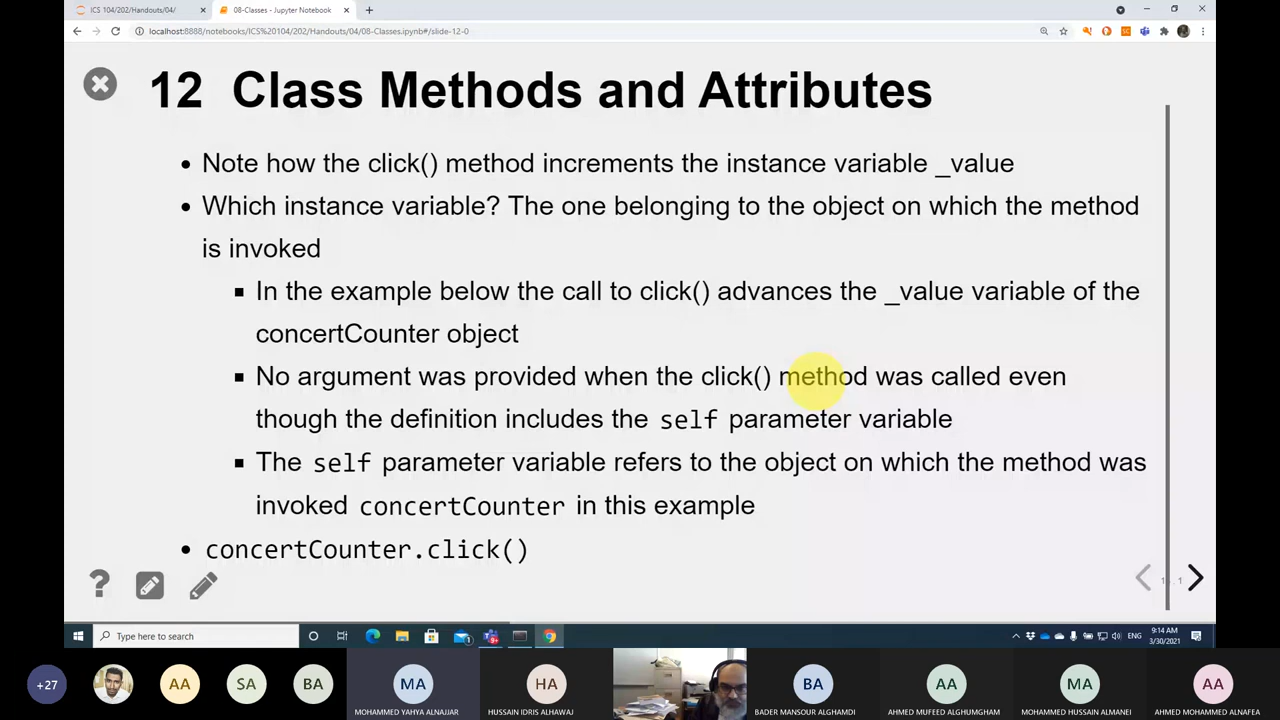 ICS 104/202/Handouts/04/
08-Classes - Jupyter Notebook
localhost:8888/notebooks/ICS%20104/202/Handouts/04/08-Classes.ipynb#/slide-12-0
12 Class Methods and Attributes
Note how the click() method increments the instance variable _value
Which instance variable? The one belonging to the object on which the method
is invoked
In the example below the call to click() advances the _value variable of the
concertCounter object
No argument was provided when the click() method was called even
though the definition includes the self parameter variable
The self parameter variable refers to the object on which the method was
invoked concertCounter in this example
concertCounter.click()
Type here to search
ENG
9:14 AM
3/30/2021
+27
AA
SA
BA
MA
HA
BA
AA
MA
AA
MOHAMMED YAHYA ALNAJJAR
HUSSAIN IDRIS ALHAWAJ
BADER MANSOUR ALGHAMDI
AHMED MUFEED ALGHUMGHAM
MOHAMMED HUSSAIN ALMANEI
AHMED MOHAMMED ALNAFEA